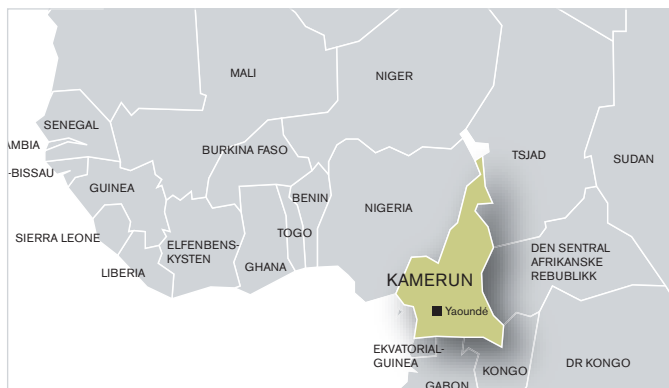 MALI
NIGER
SENEGAL
AMBIA
BURKINA FASO
TSJAD
SUDAN
-BISSAU
GUINEA
BENIN
NIGERIA
SIERRA LEONE
ELFENBENS-
KYSTEN
TOGO
GHANA
LIBERIA
DEN SENTRAL
AFRIKANSKE
REBUBLIKK
KAMERUN
Yaoundé
EKVATORIAL-
GUINEA
GABON
KONGO
DR KONGO